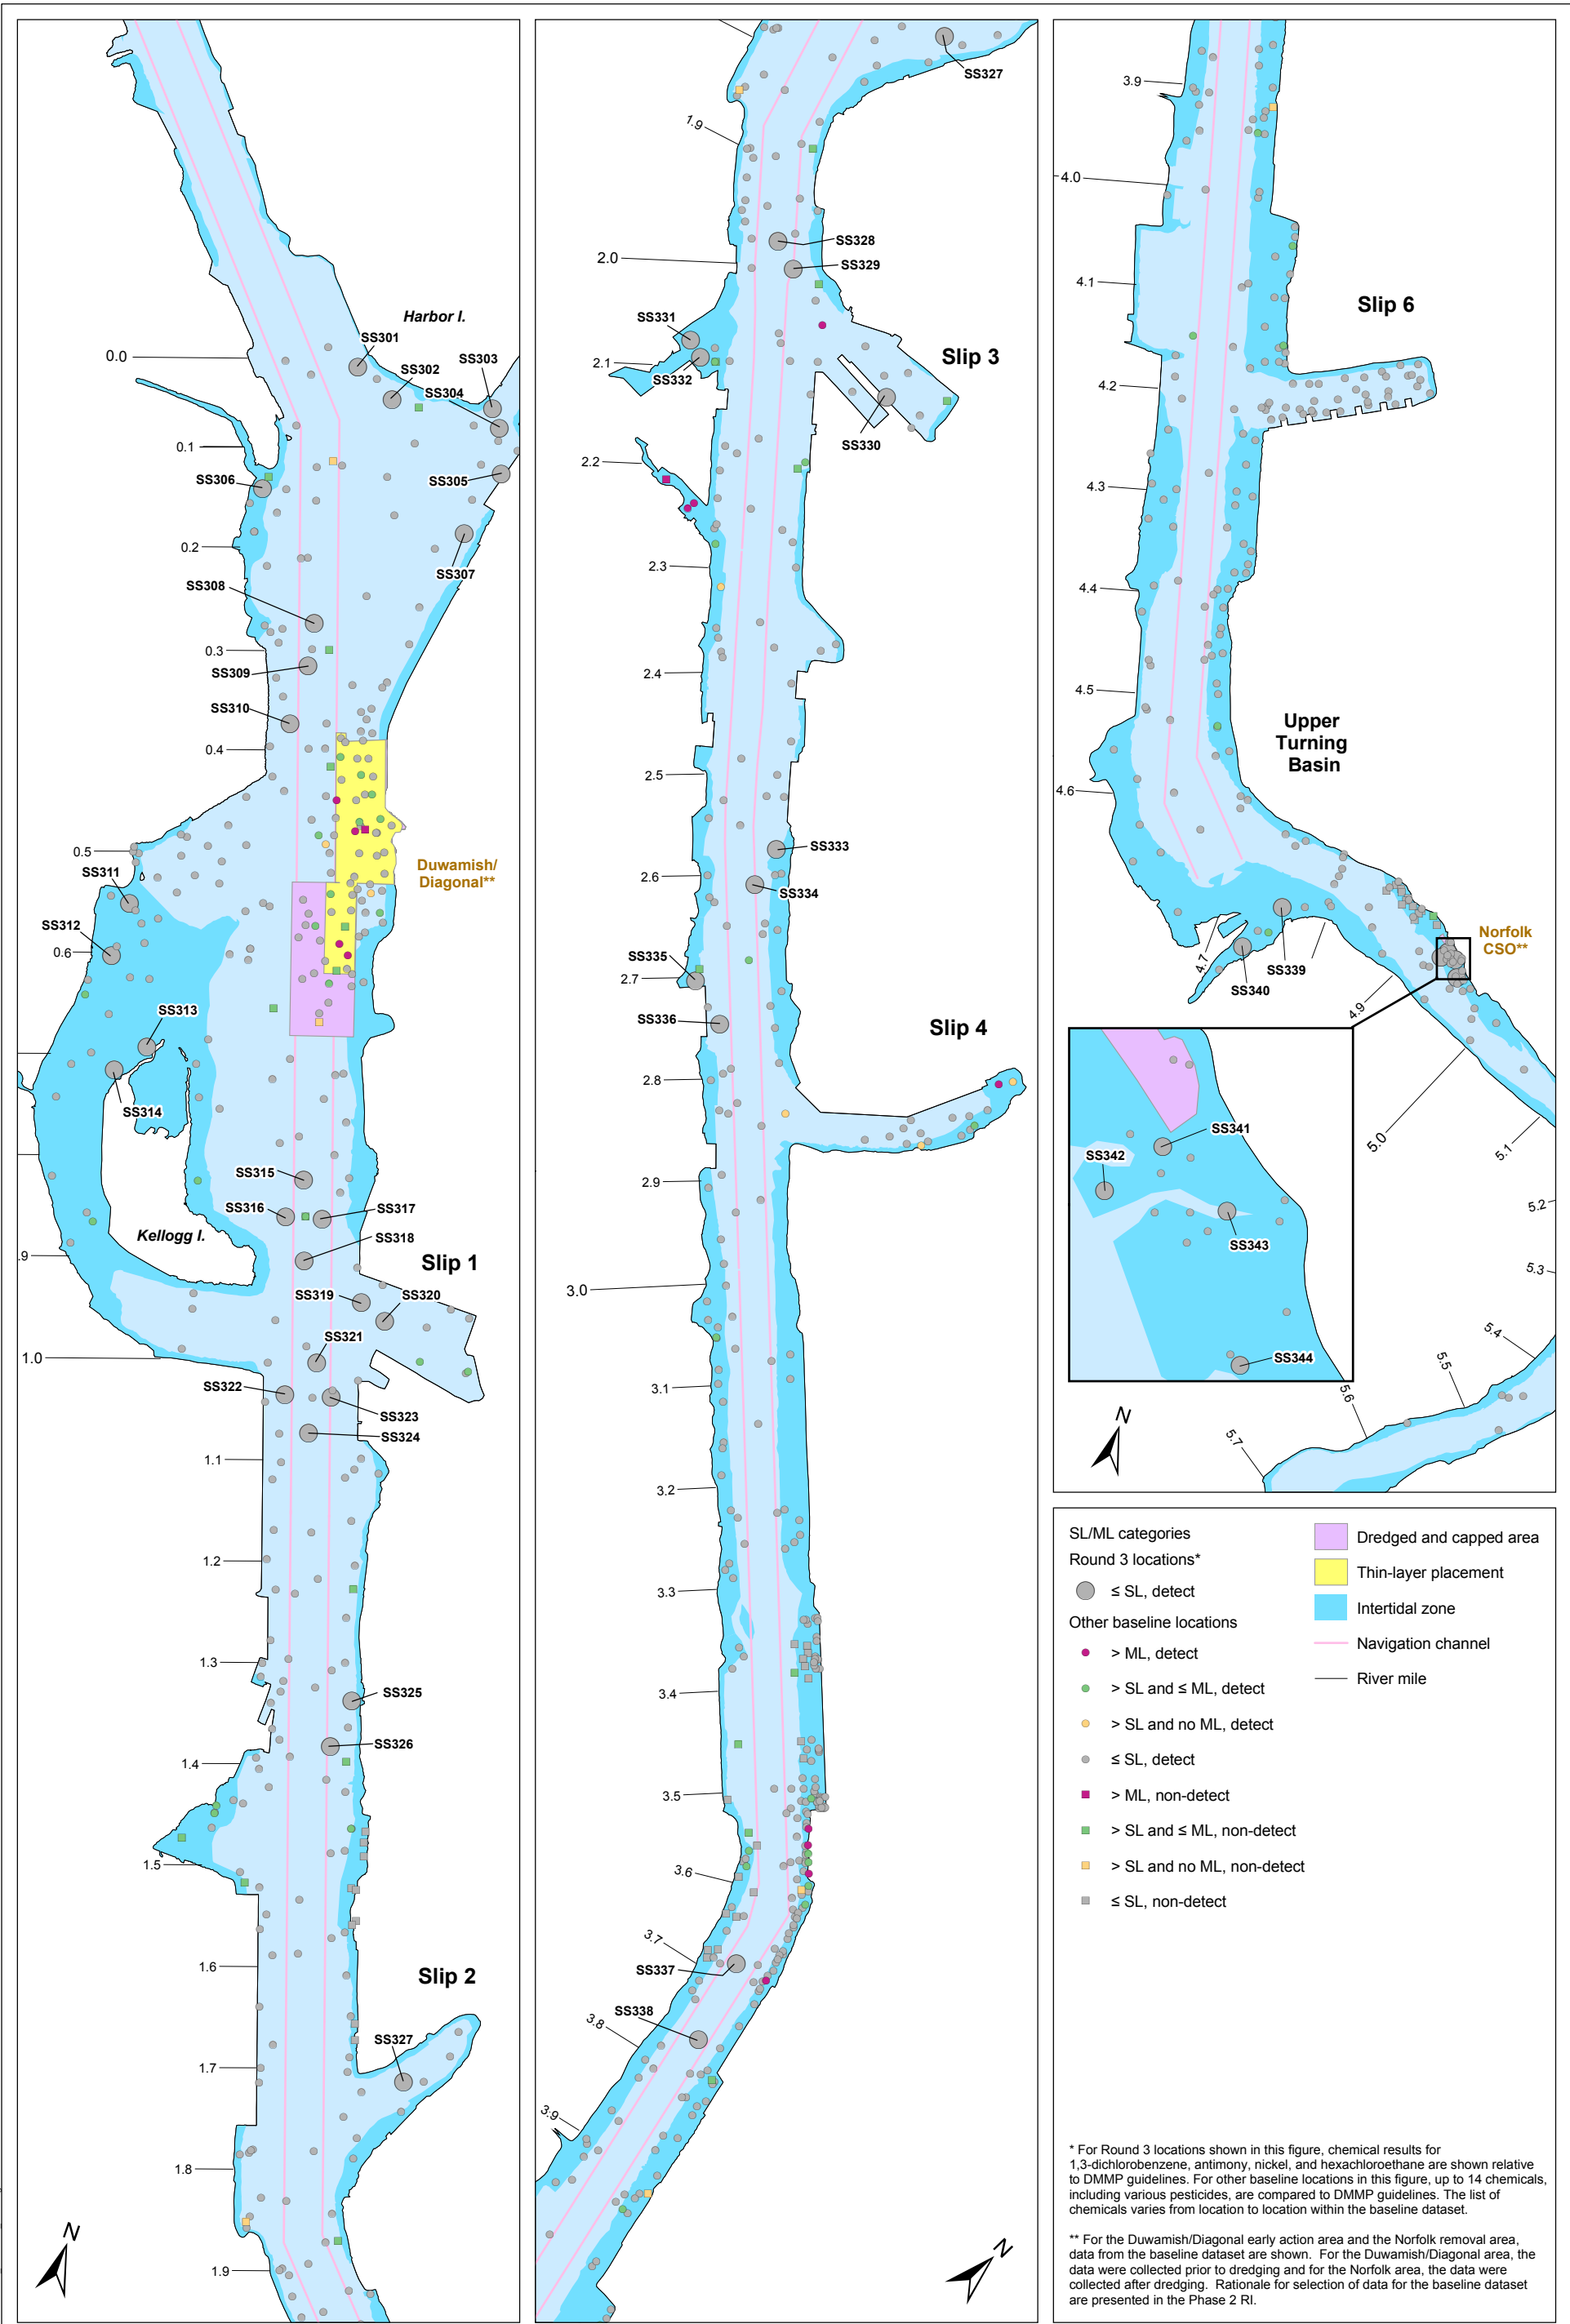 Harbor I.
SS301
SS302
SS303
SS304
0.0
0.1
SS305
SS306
0.2
SS307
SS308
0.3
SS309
SS310
0.4
0.5
Duwamish/
Diagonal**
SS311
SS312
0.6
SS313
SS314
SS315
SS316
SS317
SS318
Kellogg I.
Slip 1
.9
SS319
SS320
SS321
1.0
SS322
SS323
SS324
1.1
1.2
1.3
SS325
SS326
1.4
1.5
1.6
Slip 2
SS327
1.7
1.8
1.9
N
SS327
1.9
SS328
2.0
SS329
SS331
2.1
SS332
Slip 3
SS330
2.2
2.3
2.4
2.5
SS333
2.6
SS334
SS335
2.7
SS336
Slip 4
2.8
2.9
3.0
3.1
3.2
3.3
3.4
3.5
3.6
3.7
SS337
SS338
3.8
3.9
N
3.9
4.0
4.1
Slip 6
4.2
4.3
4.4
4.5
Upper
Turning
Basin
4.6
Norfolk
CSO**
SS339
4.7
SS340
4.9
5.0
5.1
5.2
5.3
5.4
5.5
5.6
5.7
SS341
SS342
SS343
SS344
N
SL/ML categories
Round 3 locations*
≤ SL, detect
Other baseline locations
> ML, detect
> SL and ≤ ML, detect
> SL and no ML, detect
≤ SL, detect
> ML, non-detect
> SL and ≤ ML, non-detect
> SL and no ML, non-detect
≤ SL, non-detect
Dredged and capped area
Thin-layer placement
Intertidal zone
Navigation channel
River mile
* For Round 3 locations shown in this figure, chemical results for
1,3-dichlorobenzene, antimony, nickel, and hexachloroethane are shown relative
to DMMP guidelines. For other baseline locations in this figure, up to 14 chemicals,
including various pesticides, are compared to DMMP guidelines. The list of
chemicals varies from location to location within the baseline dataset.
** For the Duwamish/Diagonal early action area and the Norfolk removal area,
data from the baseline dataset are shown. For the Duwamish/Diagonal area, the
data were collected prior to dredging and for the Norfolk area, the data were
collected after dredging. Rationale for selection of data for the baseline dataset
are presented in the Phase 2 RI.